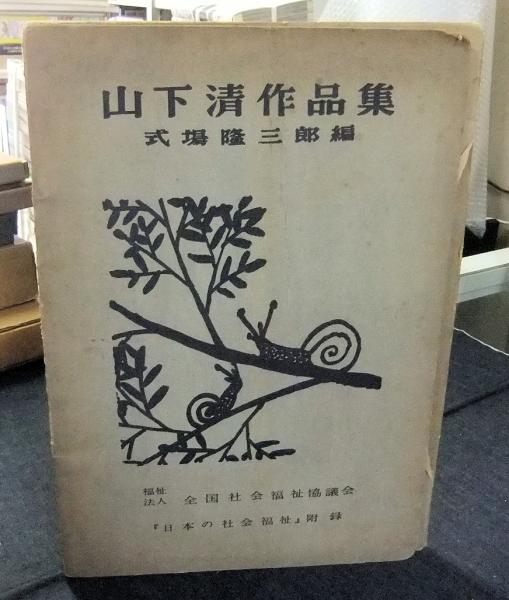 山下清作品集
式場隆三郎編
福祉
法人 全国社会福祉協議会
『日本の社会福祉』附録